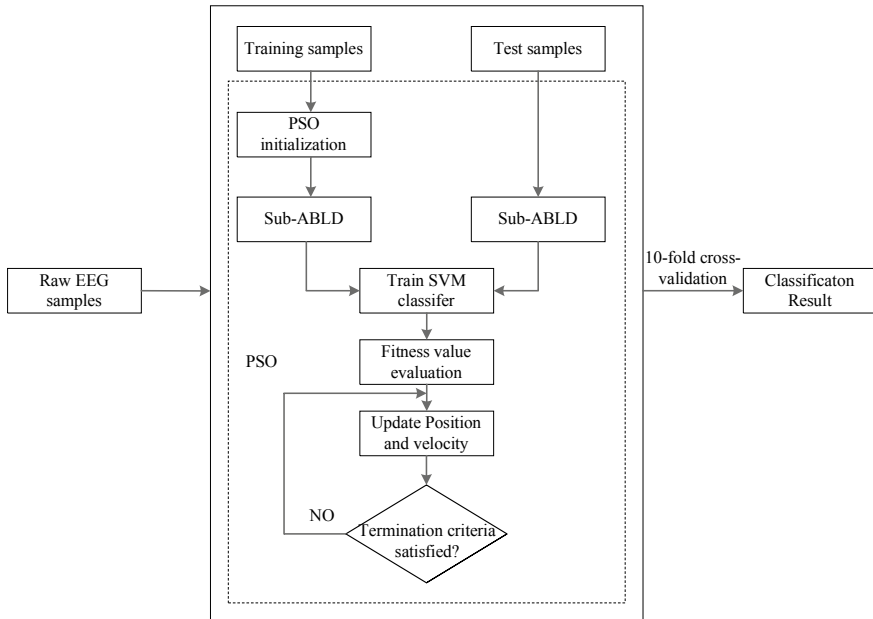 Training samples
Test samples
PSO
initialization
Sub-ABLD
Sub-ABLD
10-fold cross-
validation
Raw EEG
samples
Train SVM
classifer
Classificaton
Result
PSO
Fitness value
evaluation
Update Position
and velocity
NO
Termination criteria
satisfied?